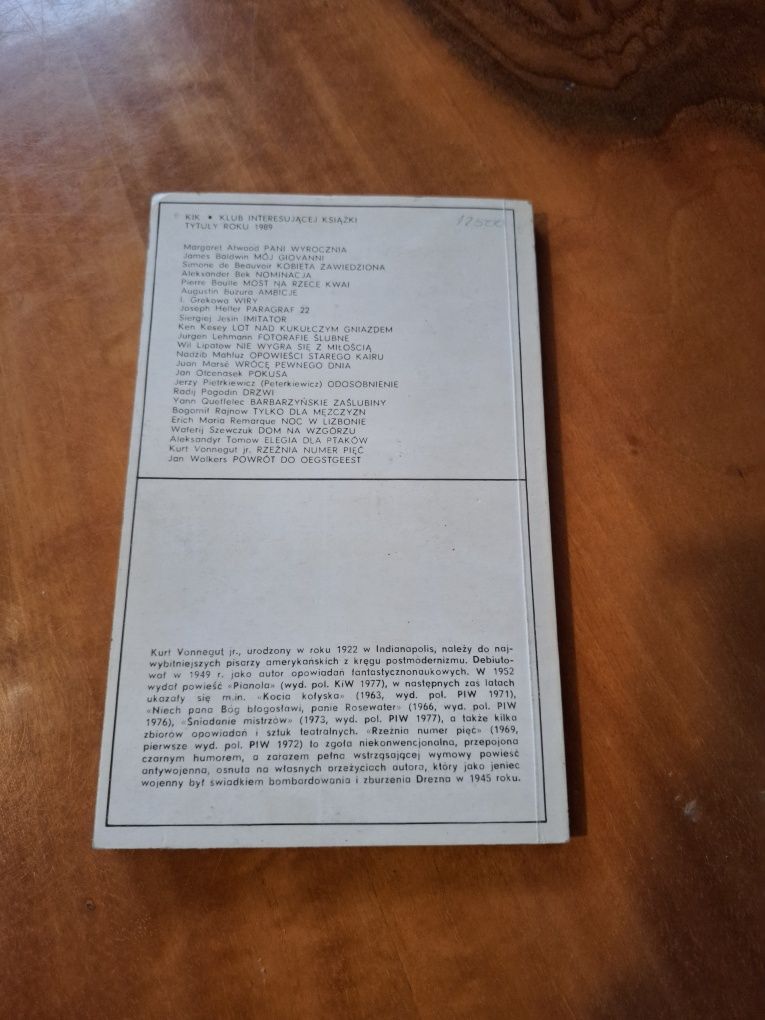 KIK • KLUB INTERESUJĄCEJ KSIĄŻKI
TYTUŁY ROKU 1989
12500
Margaret Atwood PANI WYROCZNIA
James Baldwin MÓJ GIOVANNI
Simone de Beauvoir KOBIETA ZAWIEDZIONA
Aleksander Bek NOMINACJA
Pierre Boulle MOST NA RZECE KWAI
Augustin Buzura AMBICJE
I. Grekowa WIRY
Joseph Heller PARAGRAF 22
Siergiej Jesin IMITATOR
Ken Kesey LOT NAD KUKUŁCZYM GNIAZDEM
Jurgen Lehmann FOTORAFIE ŚLUBNE
Wil Lipatow NIE WYGRA SIĘ Z MIŁOŚCIĄ
Nadżib Mahfuz OPOWIEŚCI STAREGO KAIRU
Juan Marsé WRÓCĘ PEWNEGO DNIA
Jan Otcenasek POKUSA
Jerzy Pietrkiewicz (Peterkiewicz) ODOSOBNIENIE
Radij Pogodin DRZWI
Yann Queffelec BARBARZYŃSKIE ZAŚLUBINY
Bogomił Rajnow TYLKO DLA MĘŻCZYZN
Erich Maria Remarque NOC W LIZBONIE
Walerij Szewczuk DOM NA WZGÓRZU
Aleksandyr Tomow ELEGIA DLA PTAKÓW
Kurt Vonnegut jr. RZEŹNIA NUMER PIĘĆ
Jan Wolkers POWRÓT DO OEGSTGEEST
Kurt Vonnegut jr., urodzony w roku 1922 w Indianapolis, należy do naj-
wybitniejszych pisarzy amerykańskich z kręgu postmodernizmu. Debiuto-
wał w 1949 r. jako autor opowiadań fantastycznonaukowych. W 1952
wydał powieść «Pianola» (wyd. pol. KiW 1977), w następnych zaś latach
ukazały się m.in. «Kocia kołyska» (1963, wyd. pol. PIW 1971),
«Niech pana Bóg błogosławi, panie Rosewater» (1966, wyd. pol. PIW
1976), «Śniadanie mistrzów» (1973, wyd. pol. PIW 1977), a także kilka
zbiorów opowiadań i sztuk teatralnych. «Rzeźnia numer pięć» (1969,
pierwsze wyd. pol. PIW 1972) to zgoła niekonwencjonalna, przepojona
czarnym humorem, a zarazem pełna wstrząsającej wymowy powieść
antywojenna, osnuta na własnych przeżyciach autora, który jako jeniec
wojenny był świadkiem bombardowania i zburzenia Drezna w 1945 roku.